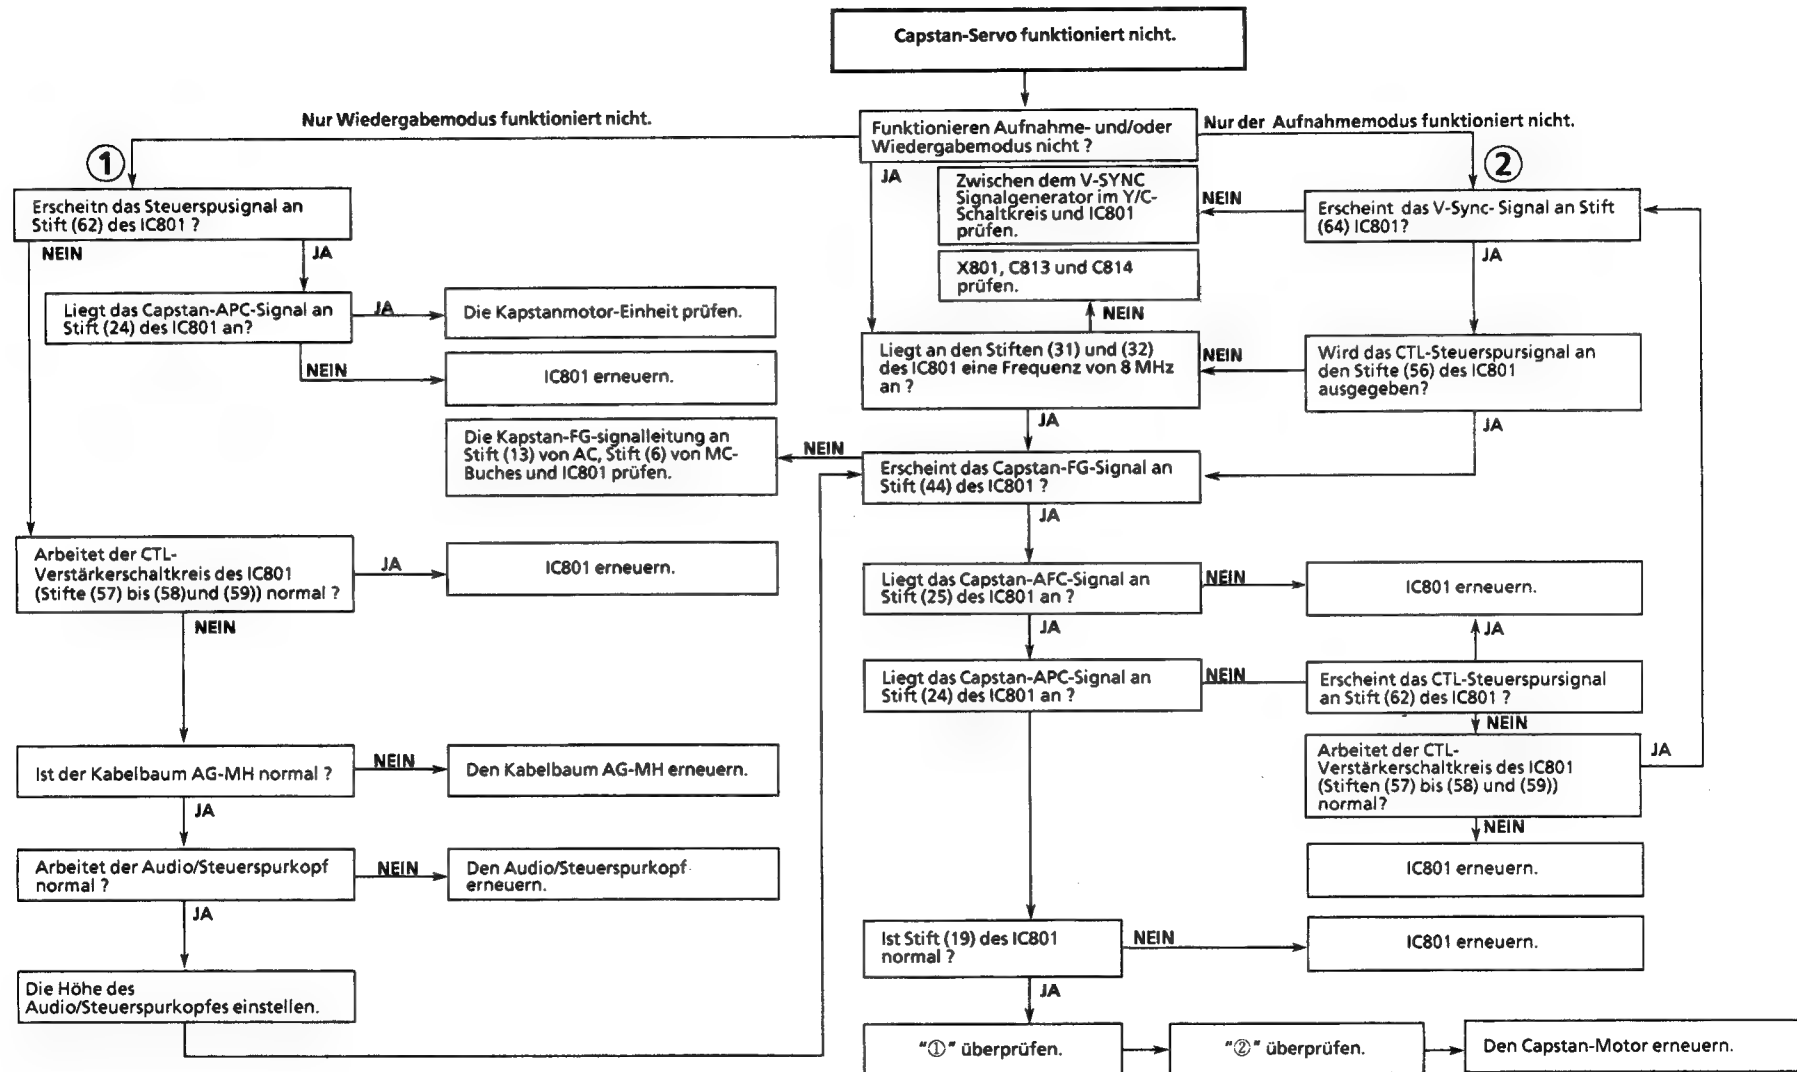 Capstan-Servo funktioniert nicht.
Nur Wiedergabemodus funktioniert nicht.
Funktionieren Aufnahme- und/oder
Wiedergabemodus nicht ?
Nur der Aufnahmemodus funktioniert nicht.
1
2
JA
Erscheitn das Steuerspusignal an
Stift (62) des IC801 ?
NEIN
JA
Zwischen dem V-SYNC
Signalgenerator im Y/C-
Schaltkreis und IC801
prüfen.
NEIN
Erscheint das V-Sync- Signal an Stift
(64) IC801?
JA
X801, C813 und C814
prüfen.
NEIN
Liegt das Capstan-APC-Signal an
Stift (24) des IC801 an?
JA
Die Kapstanmotor-Einheit prüfen.
NEIN
IC801 erneuern.
Liegt an den Stiften (31) und (32)
des IC801 eine Frequenz von 8 MHz
an ?
NEIN
Wird das CTL-Steuerspursignal an
den Stifte (56) des IC801
ausgegeben?
JA
JA
Die Kapstan-FG-signalleitung an
Stift (13) von AC, Stift (6) von MC-
Buches und IC801 prüfen.
NEIN
Erscheint das Capstan-FG-Signal an
Stift (44) des IC801 ?
JA
Arbeitet der CTL-
Verstärkerschaltkreis des IC801
(Stifte (57) bis (58)und (59)) normal ?
JA
IC801 erneuern.
NEIN
Liegt das Capstan-AFC-Signal an
Stift (25) des IC801 an ?
NEIN
IC801 erneuern.
JA
JA
Liegt das Capstan-APC-Signal an
Stift (24) des IC801 an ?
NEIN
Erscheint das CTL-Steuerspursignal
an Stift (62) des IC801 ?
NEIN
Ist der Kabelbaum AG-MH normal ?
NEIN
Den Kabelbaum AG-MH erneuern.
JA
Arbeitet der CTL-
Verstärkerschaltkreis des IC801
(Stiften (57) bis (58) und (59))
normal?
JA
NEIN
IC801 erneuern.
Arbeitet der Audio/Steuerspurkopf
normal ?
NEIN
Den Audio/Steuerspurkopf
erneuern.
JA
Ist Stift (19) des IC801
normal ?
NEIN
IC801 erneuern.
JA
Die Höhe des
Audio/Steuerspurkopfes einstellen.
"①" überprüfen.
"②" überprüfen.
Den Capstan-Motor erneuern.